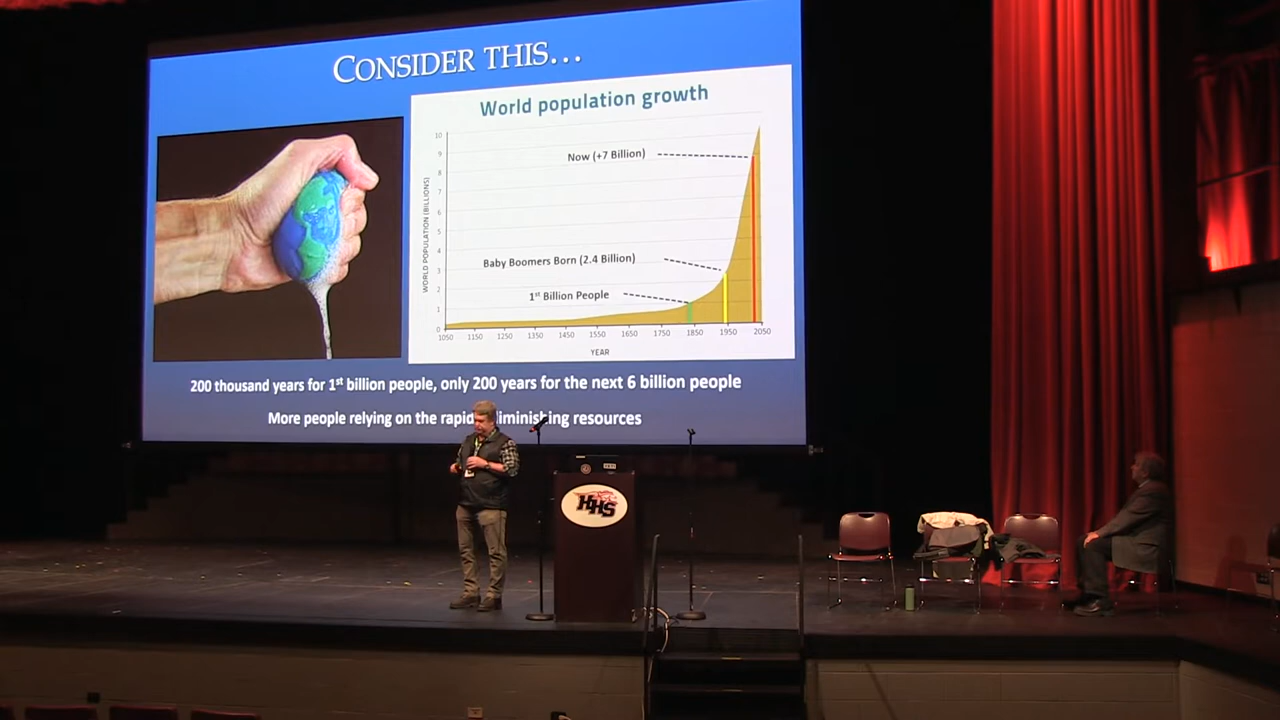 CONSIDER THIS...
World population growth
WORLD POPULATION (BILLIONS)
10
9
8
7
6
5
4
3
2
1
0
Now (+7 Billion)
Baby Boomers Born (2.4 Billion)
1st Billion People
1050 1150 1250 1350 1450 1550 1650 1750 1850 1950 2050
YEAR
200 thousand years for 1st billion people, only 200 years for the next 6 billion people
More people relying on the resources
HHS
YETI